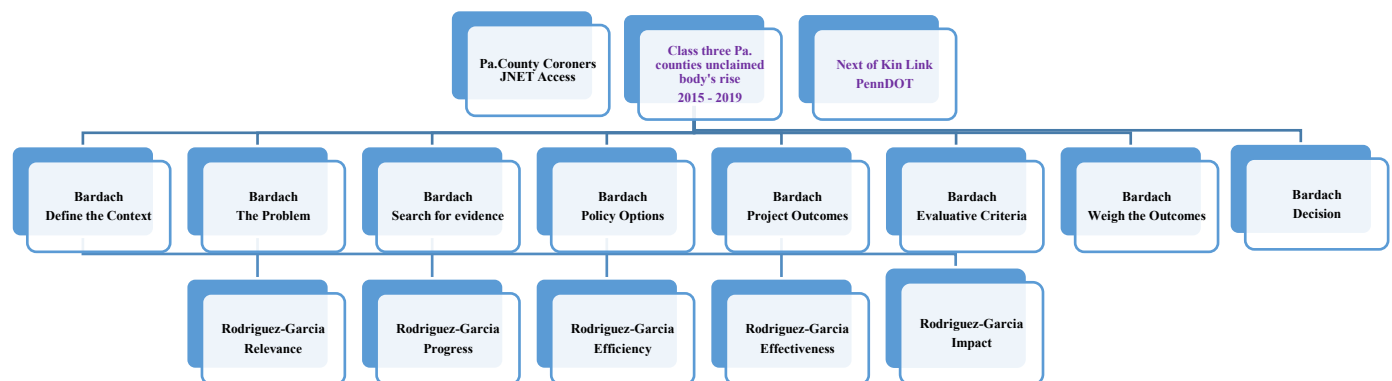 Pa.County Coroners
JNET Access
Class three Pa.
counties unclaimed
body's rise
2015 - 2019
Next of Kin Link
PennDOT
Bardach
Define the Context
Bardach
The Problem
Bardach
Search for evidence
Bardach
Policy Options
Bardach
Project Outcomes
Bardach
Evaluative Criteria
Bardach
Weigh the Outcomes
Bardach
Decision
Rodriguez-Garcia
Relevance
Rodriguez-Garcia
Progress
Rodriguez-Garcia
Efficiency
Rodriguez-Garcia
Effectiveness
Rodriguez-Garcia
Impact